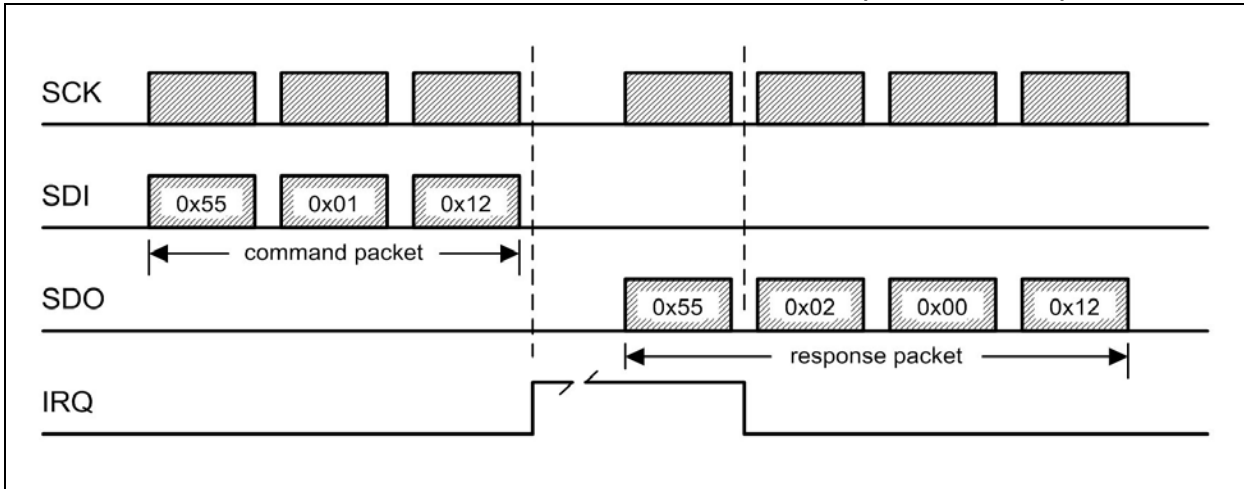 SCK
SDI
0x55 0x01 0x12
command packet
SDO
0x55 0x02 0x00 0x12
response packet
IRQ